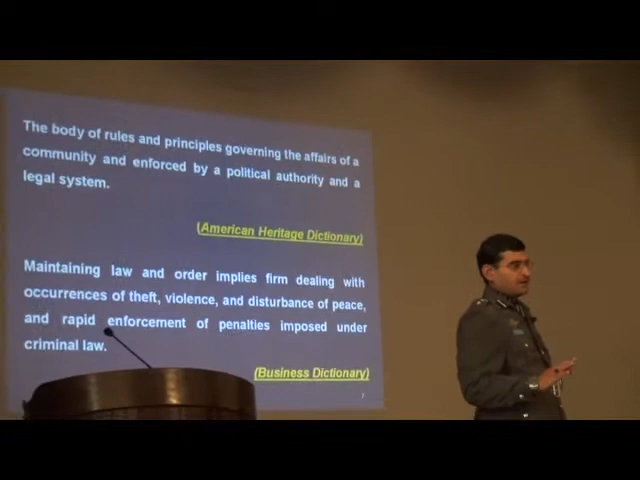 The body of rules and principles governing the affairs of a
community and enforced by a political authority and a
legal system.
(American Heritage Dictionary)
Maintaining law and order implies firm dealing with
occurrences of theft, violence, and disturbance of peace,
and rapid enforcement of penalties imposed under
criminal law.
(Business Dictionary)